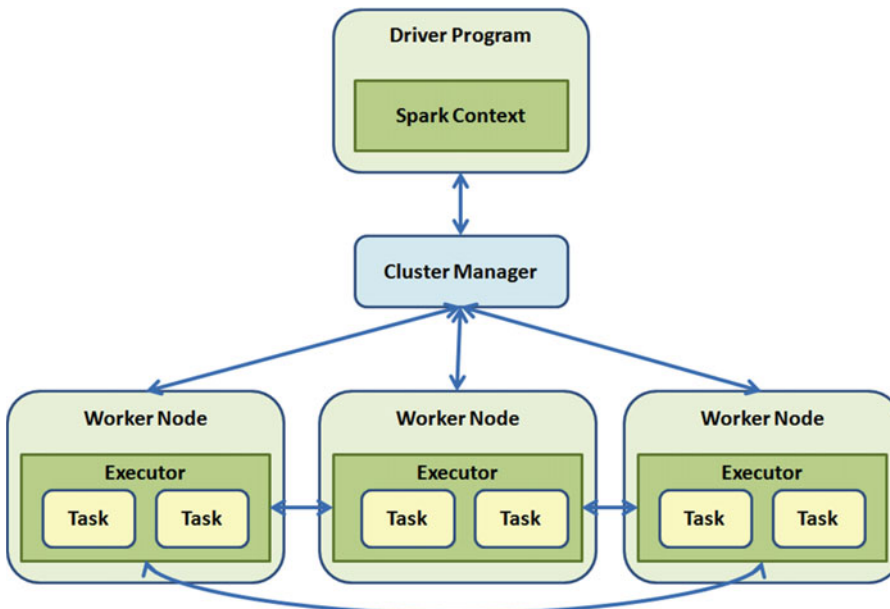 Driver Program
Spark Context
Cluster Manager
Worker Node
Executor
Task
Task
Worker Node
Executor
Task
Task
Worker Node
Executor
Task
Task